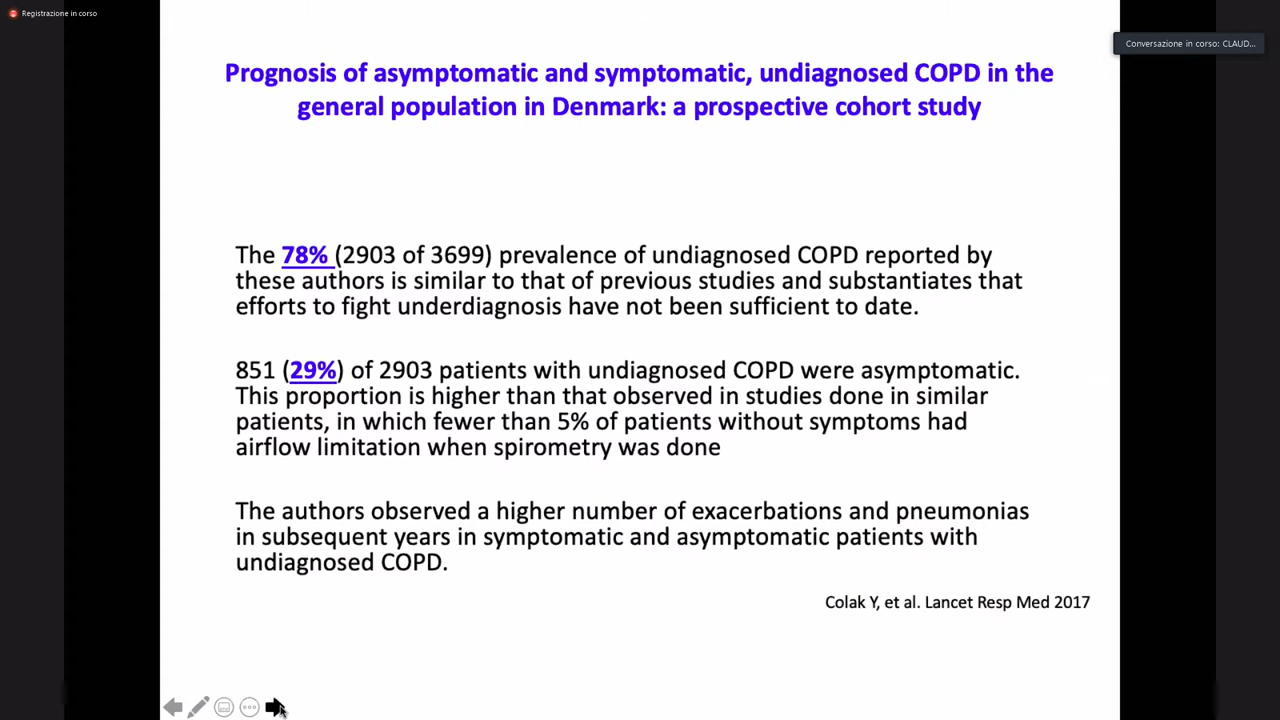 Registrazione in corso
Conversazione in corso: CLAUD...
Prognosis of asymptomatic and symptomatic, undiagnosed COPD in the
general population in Denmark: a prospective cohort study
The 78% (2903 of 3699) prevalence of undiagnosed COPD reported by
these authors is similar to that of previous studies and substantiates that
efforts to fight underdiagnosis have not been sufficient to date.
851 (29%) of 2903 patients with undiagnosed COPD were asymptomatic.
This proportion is higher than that observed in studies done in similar
patients, in which fewer than 5% of patients without symptoms had
airflow limitation when spirometry was done
The authors observed a higher number of exacerbations and pneumonias
in subsequent years in symptomatic and asymptomatic patients with
undiagnosed COPD.
Colak Y, et al. Lancet Resp Med 2017